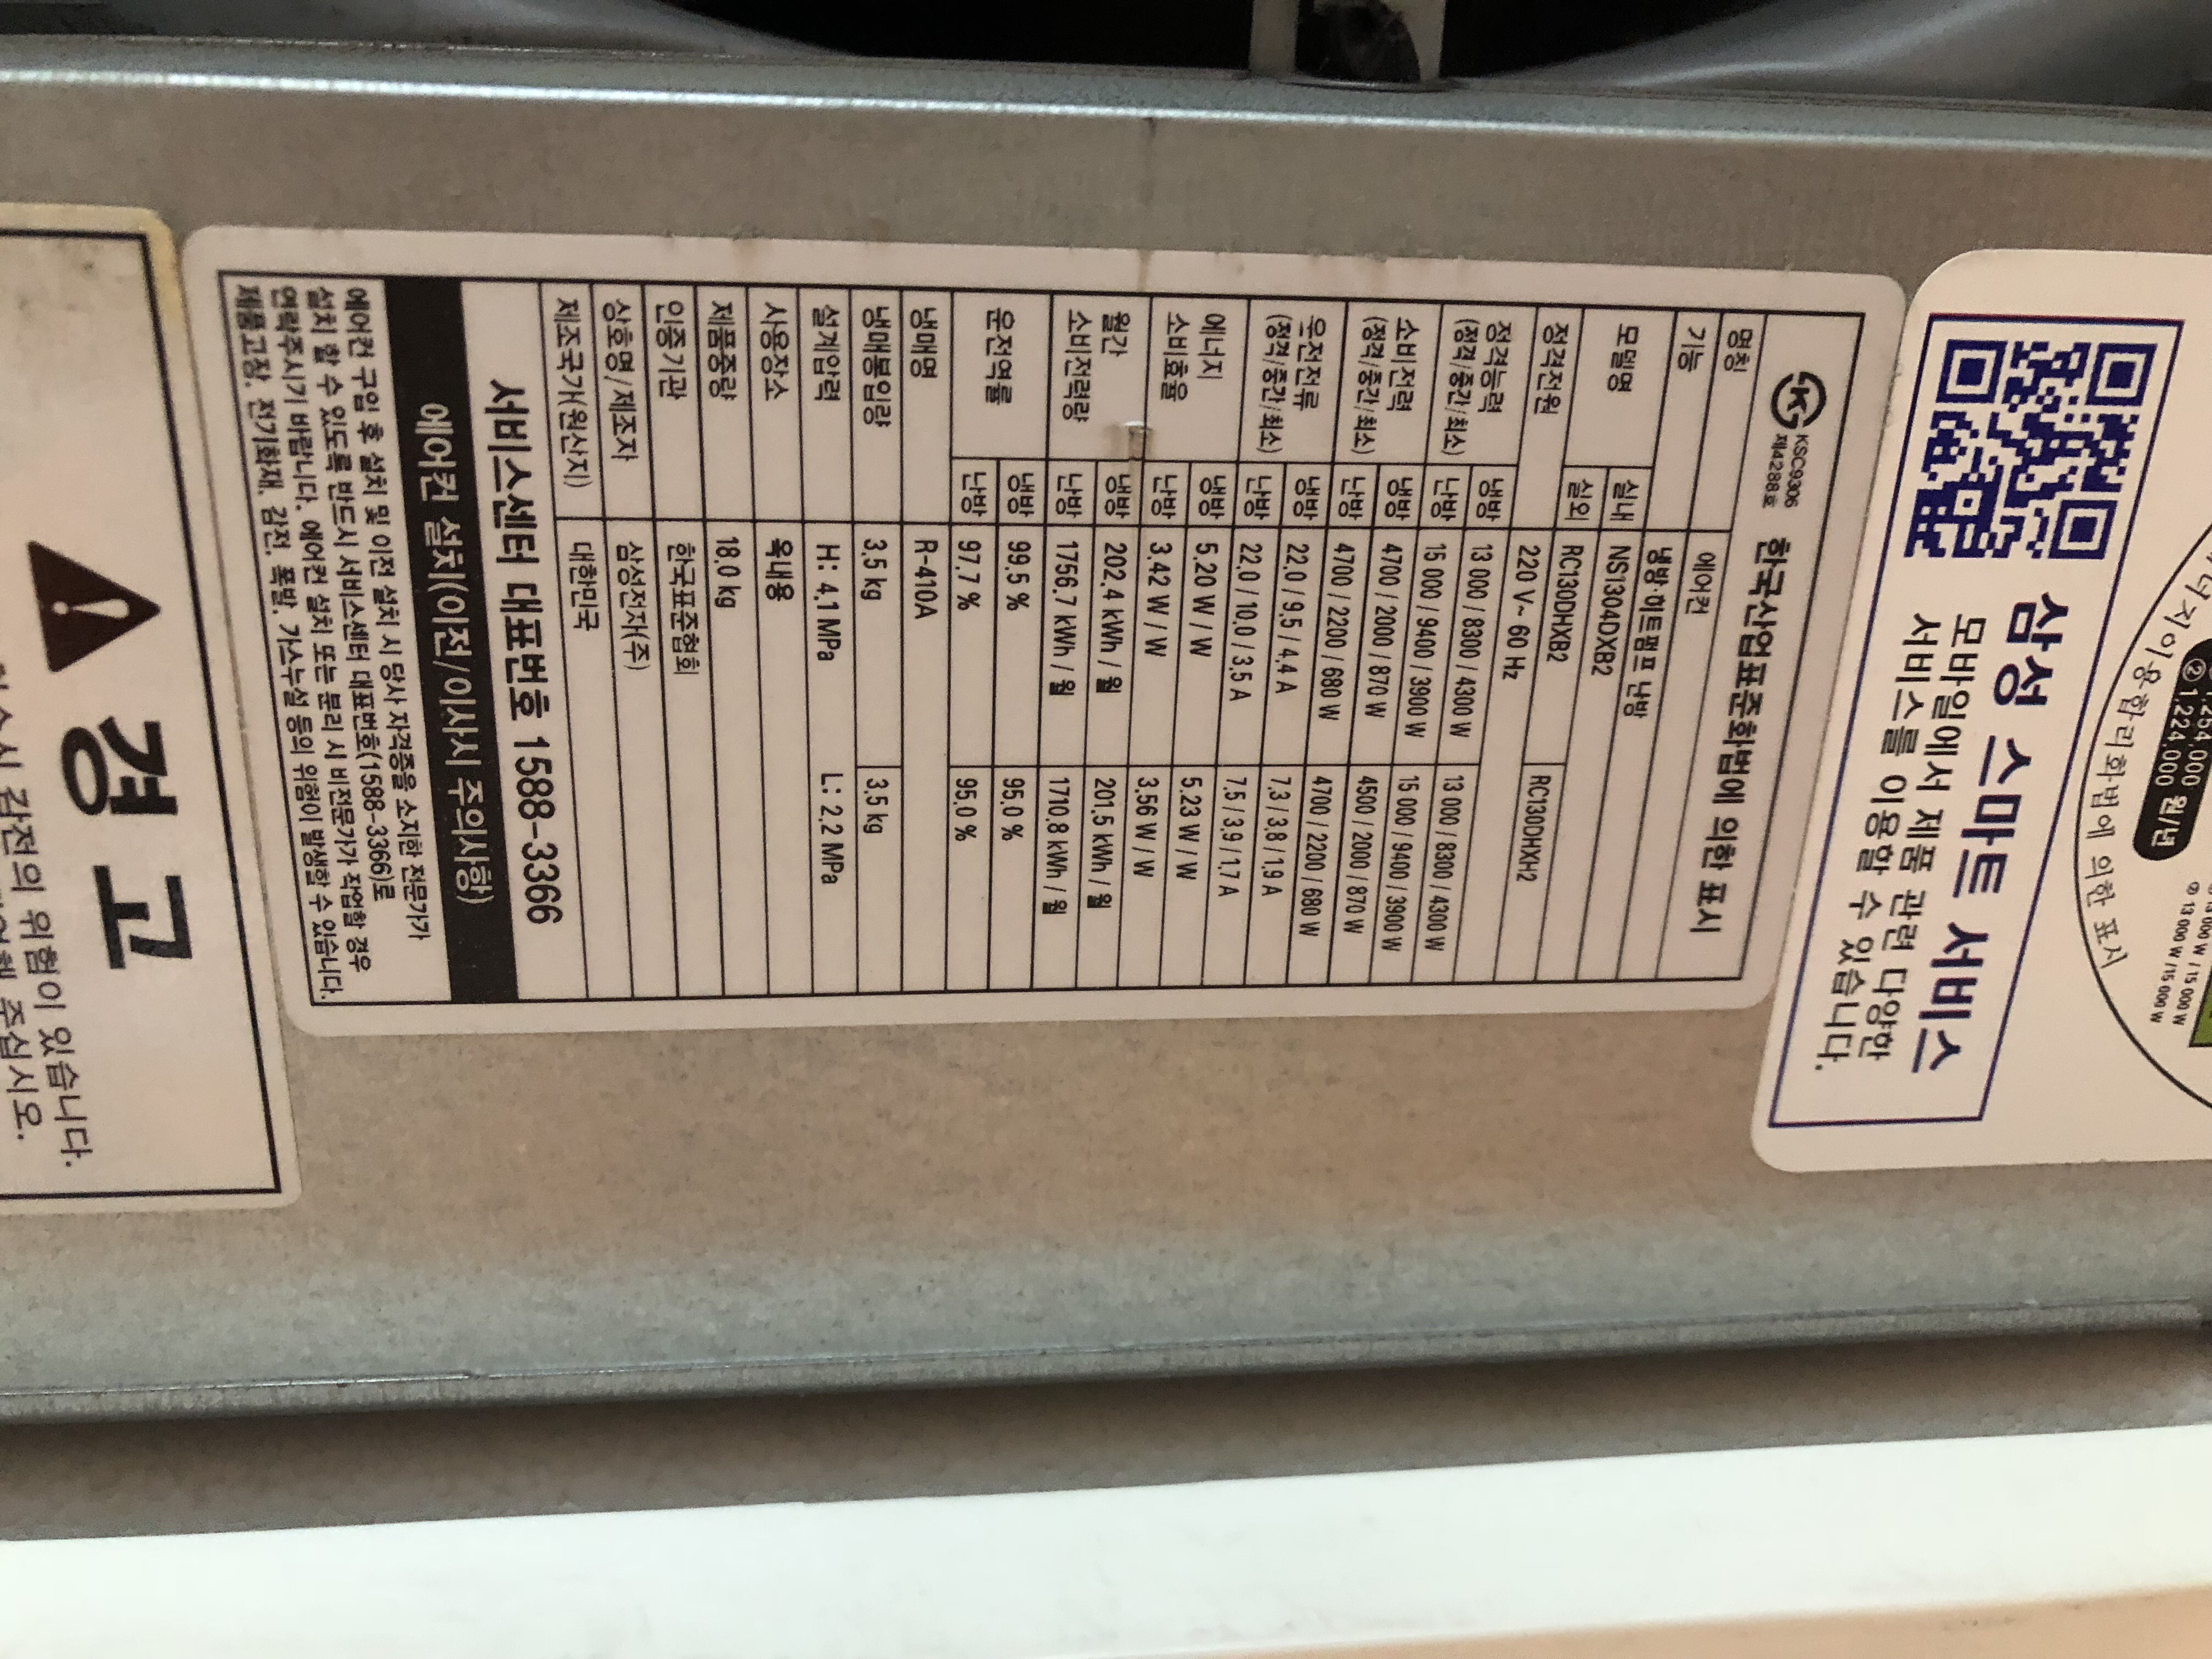 ② 1,224,000 원/년
② 13 000 W / 15 000 W
에너지이용합리화법에 의한 표시
삼성 스마트 서비스
모바일에서 제품 관련 다양한
서비스를 이용할 수 있습니다.
KSC9306
제4288호
한국산업표준화법에 의한 표시
명칭 에어컨
기능 냉방·히트펌프 난방
모델명 실내 NS1304DXB2
실외 RC130DHXB2 RC130DHXH2
정격전원 220 V~ 60 Hz
정격능력 (정격/중간/최소) 냉방 13 000 / 8300 / 4300 W 13 000 / 8300 / 4300 W
난방 15 000 / 9400 / 3900 W 15 000 / 9400 / 3900 W
소비전력 (정격/중간/최소) 냉방 4700 / 2000 / 870 W 4500 / 2000 / 870 W
난방 4700 / 2200 / 680 W 4700 / 2200 / 680 W
운전전류 (정격/중간/최소) 냉방 22.0 / 9.5 / 4.4 A 7.3 / 3.8 / 1.9 A
난방 22.0 / 10.0 / 3.5 A 7.5 / 3.9 / 1.7 A
에너지 소비효율 냉방 5.20 W / W 5.23 W / W
난방 3.42 W / W 3.56 W / W
월간 소비전력량 냉방 202.4 kWh / 월 201.5 kWh / 월
난방 1756.7 kWh / 월 1710.8 kWh / 월
운전역률 냉방 99.5 % 95.0 %
난방 97.7 % 95.0 %
냉매명 R-410A
냉매봉입량 3.5 kg 3.5 kg
설계압력 H: 4.1 MPa L: 2.2 MPa
사용장소 옥내용
제품중량 18.0 kg
인증기관 한국표준협회
상호명/제조자 삼성전자(주)
제조국가(원산지) 대한민국
서비스센터 대표번호 1588-3366
에어컨 설치(이전/이사시 주의사항)
에어컨 구입 후 설치 및 이전 설치 시 당사 자격증을 소지한 전문가가
설치 할 수 있도록 반드시 서비스센터 대표번호(1588-3366)로
연락주시기 바랍니다. 에어컨 설치 또는 분리 시 비전문가가 작업할 경우
제품고장, 전기화재, 감전, 폭발, 가스누설 등의 위험이 발생할 수 있습니다.
경 고
감전의 위험이 있습니다.
주십시오.